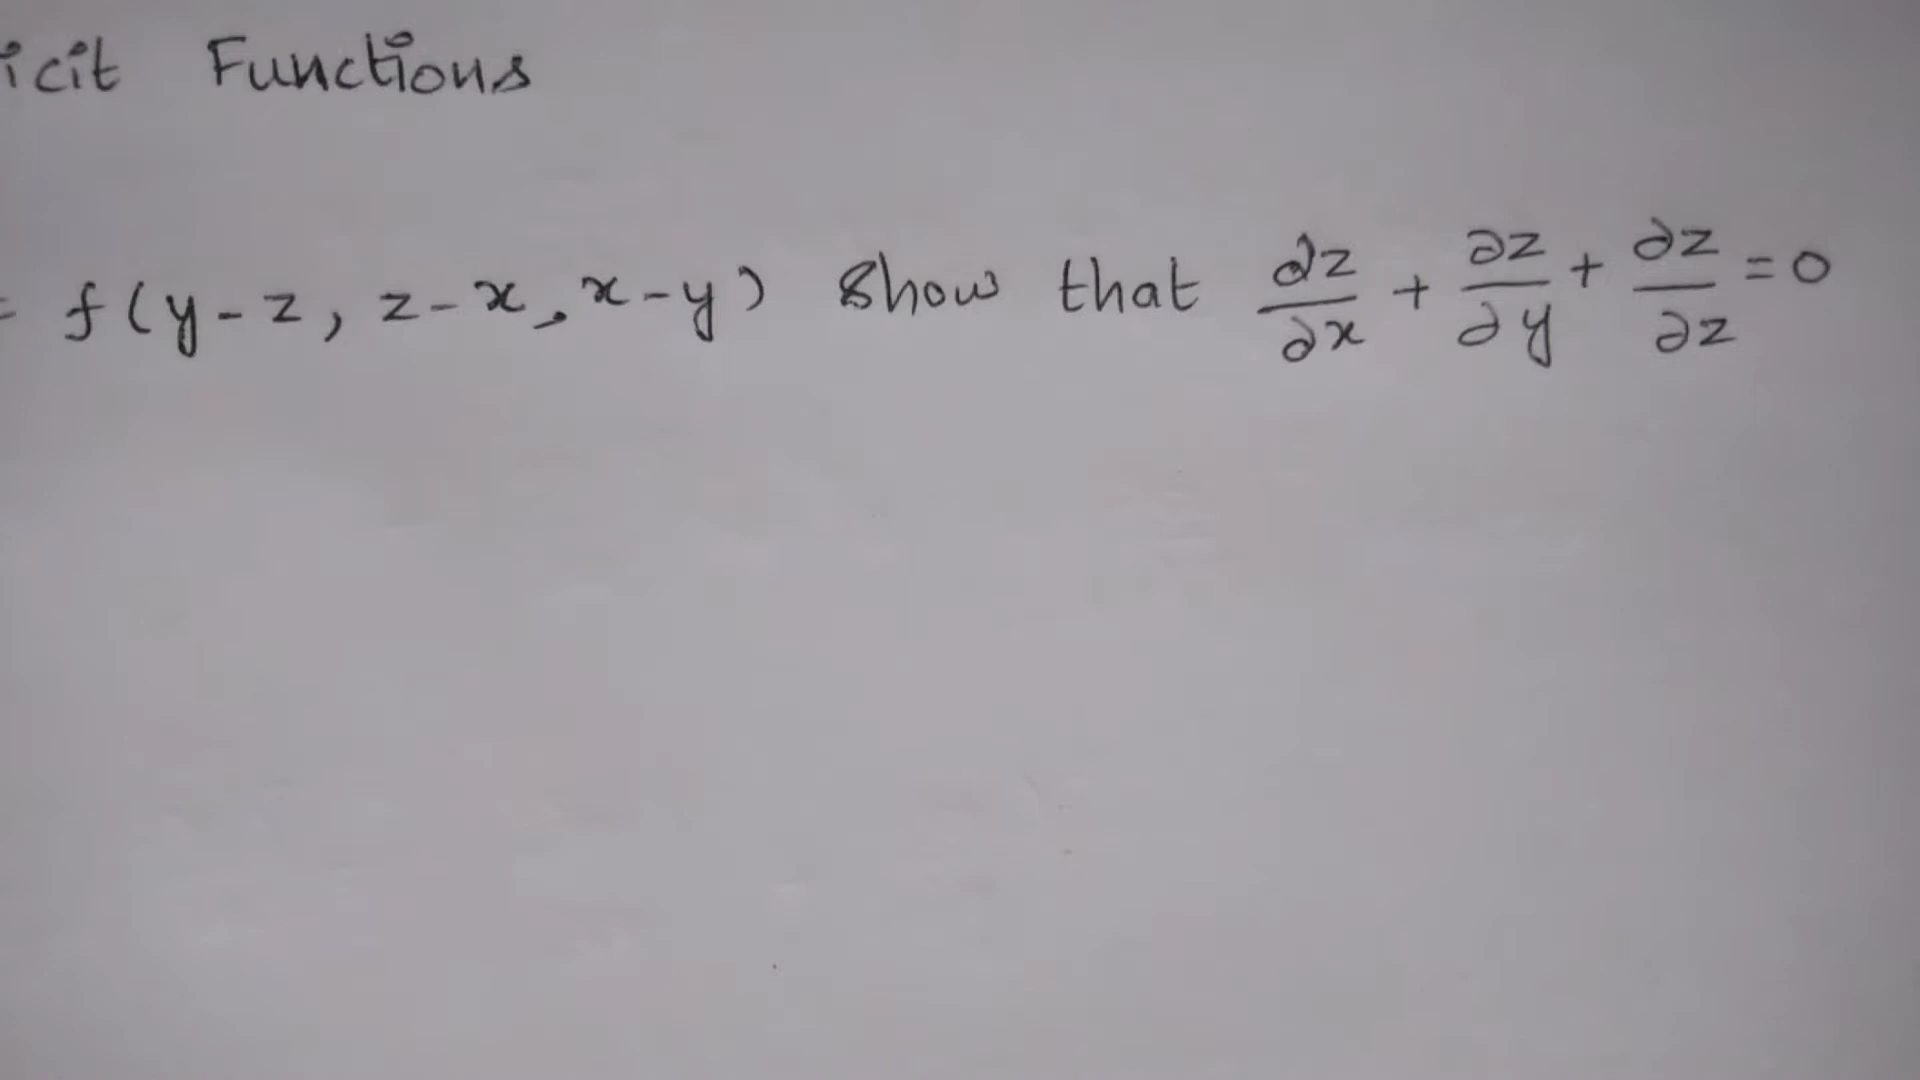 icit Functions
= f(y-z, z-x, x-y) Show that ∂z/∂x + ∂z/∂y + ∂z/∂z = 0